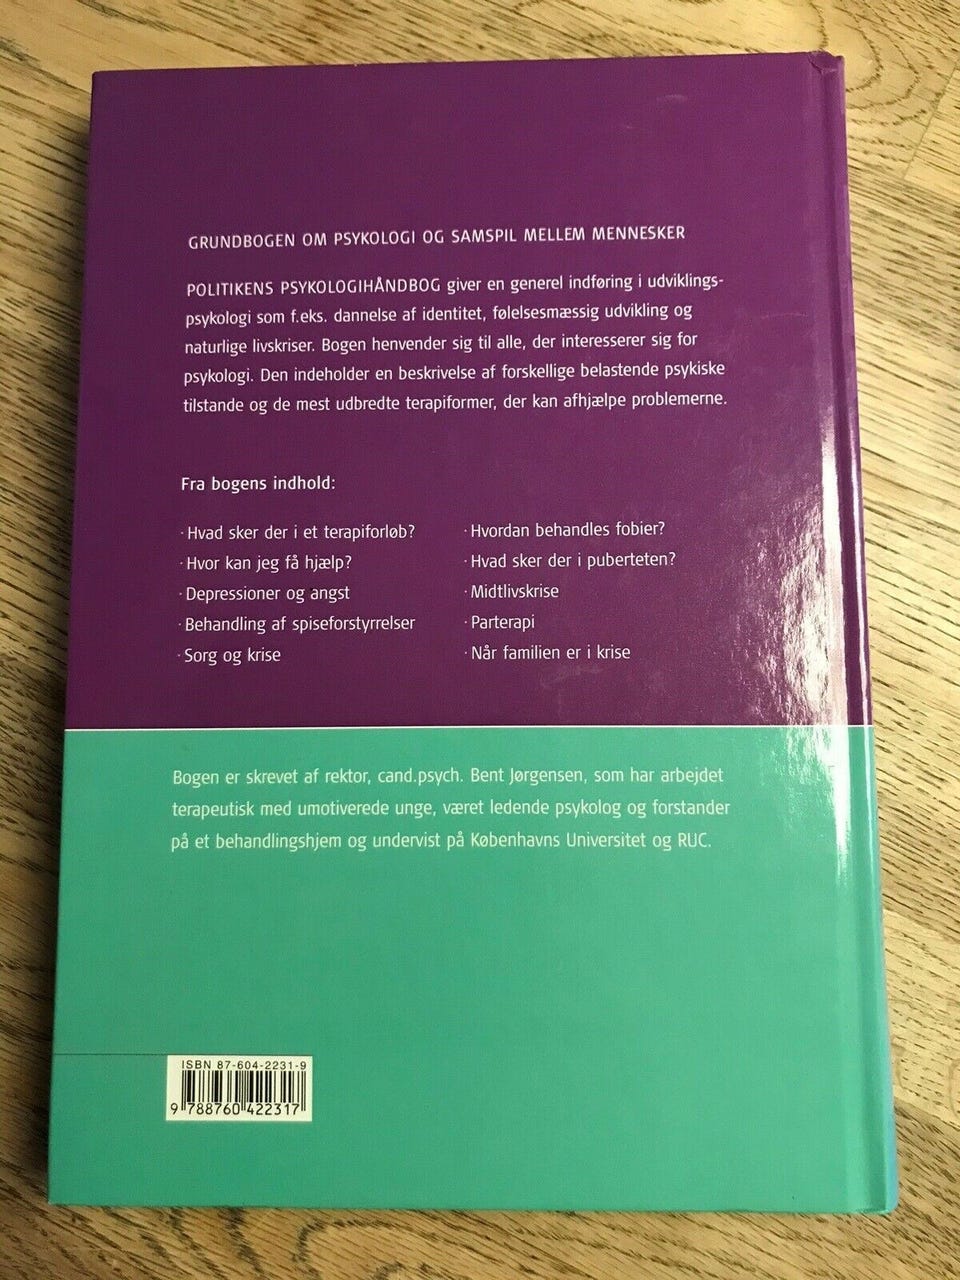 GRUNDBOGEN OM PSYKOLOGI OG SAMSPIL MELLEM MENNESKER
POLITIKENS PSYKOLOGIHÅNDBOG giver en generel indføring i udviklings-
psykologi som f.eks. dannelse af identitet, følelsesmæssig udvikling og
naturlige livskriser. Bogen henvender sig til alle, der interesserer sig for
psykologi. Den indeholder en beskrivelse af forskellige belastende psykiske
tilstande og de mest udbredte terapiformer, der kan afhjælpe problemerne.
Fra bogens indhold:
· Hvad sker der i et terapiforløb?
· Hvor kan jeg få hjælp?
· Depressioner og angst
· Behandling af spiseforstyrrelser
· Sorg og krise
· Hvordan behandles fobier?
· Hvad sker der i puberteten?
· Midtlivskrise
· Parterapi
· Når familien er i krise
Bogen er skrevet af rektor, cand.psych. Bent Jørgensen, som har arbejdet
terapeutisk med umotiverede unge, været ledende psykolog og forstander
på et behandlingshjem og undervist på Københavns Universitet og RUC.
ISBN 87-604-2231-9
9 788760 422317